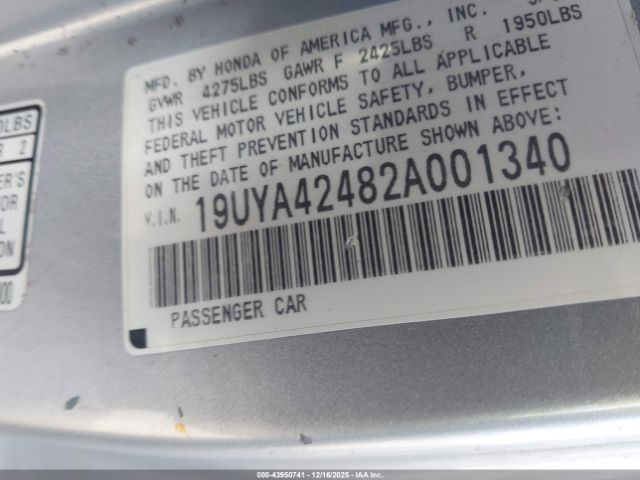 MFD. BY HONDA OF AMERICA MFG., INC.
GVWR 4275LBS GAWR F 2425LBS R 1950LBS
THIS VEHICLE CONFORMS TO ALL APPLICABLE
FEDERAL MOTOR VEHICLE SAFETY, BUMPER,
AND THEFT PREVENTION STANDARDS IN EFFECT
ON THE DATE OF MANUFACTURE SHOWN ABOVE:
V.I.N. 19UYA42482A001340
PASSENGER CAR
LBS
2
000-43950741 - 12/16/2025 - IAA Inc.